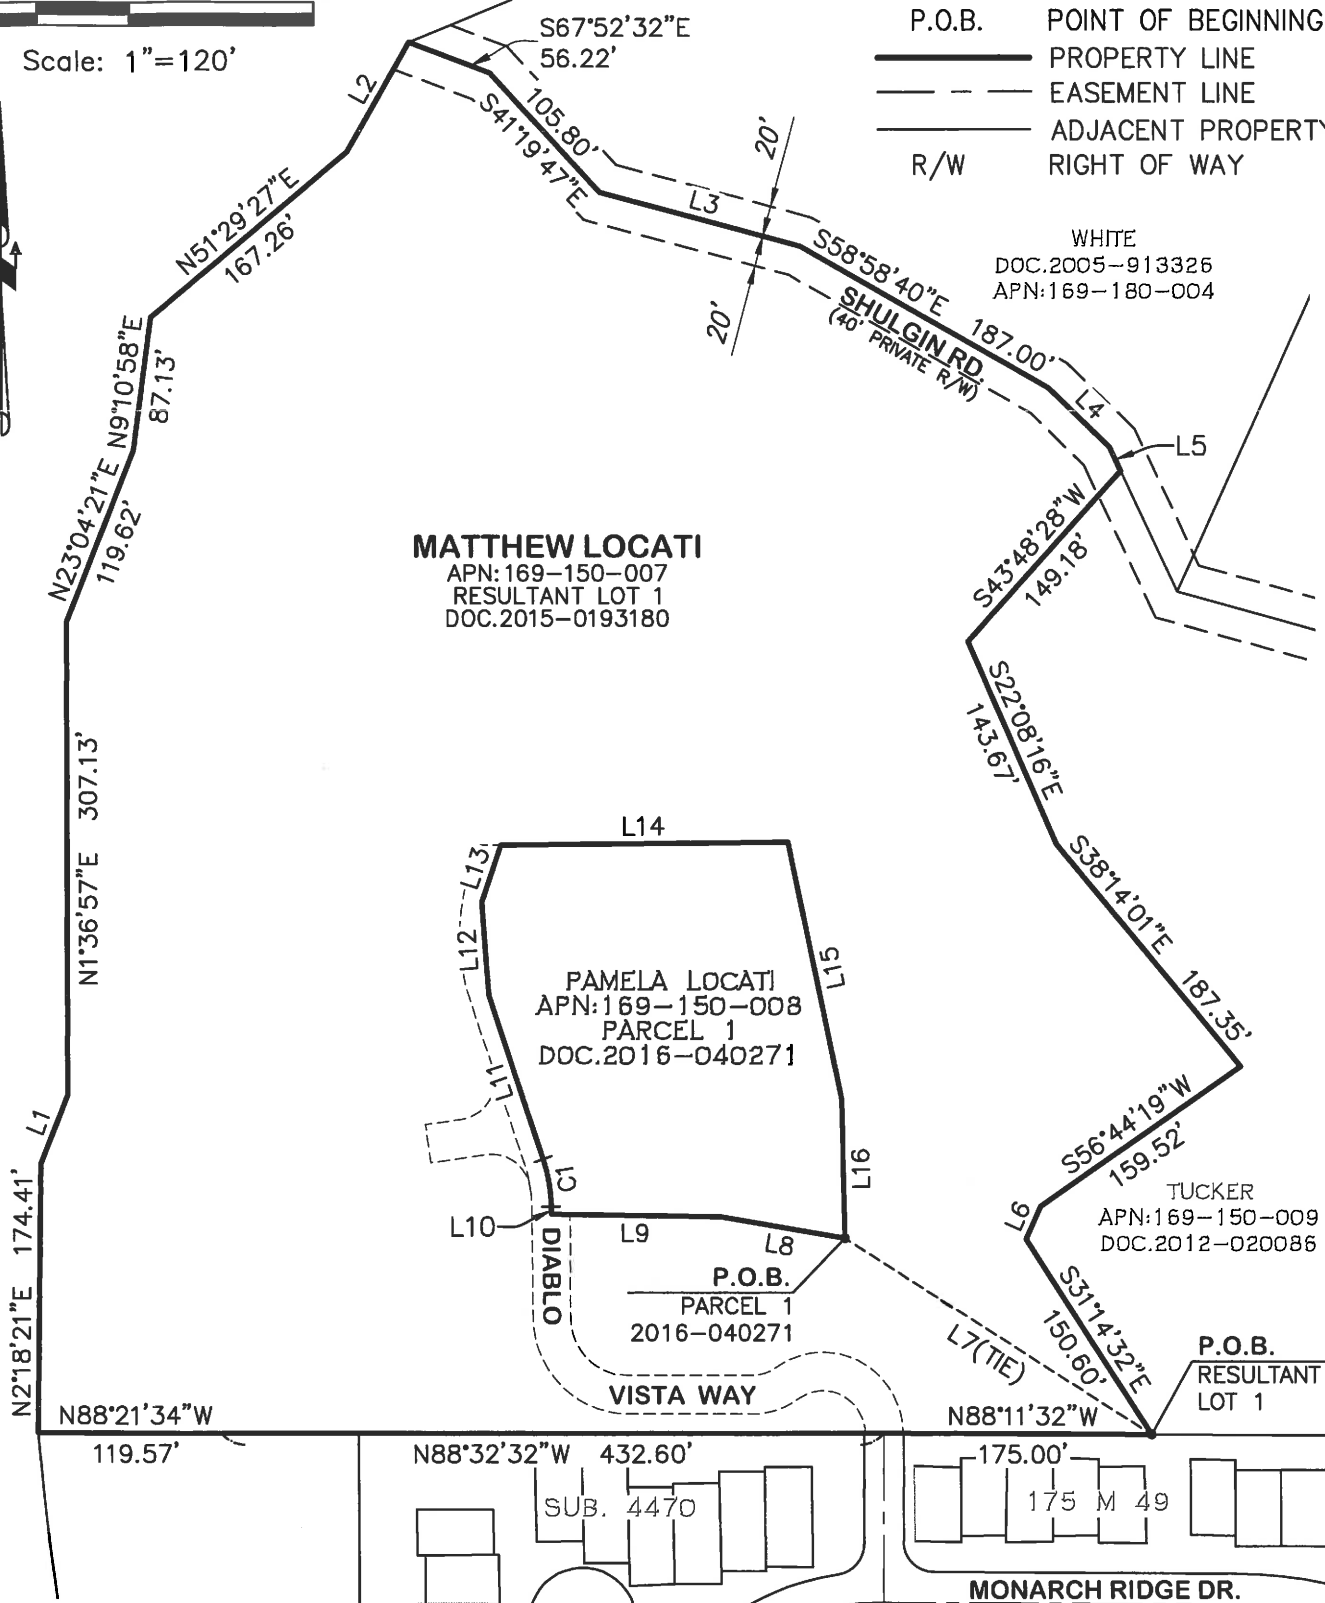 Scale: 1"=120'
P.O.B. POINT OF BEGINNING
PROPERTY LINE
EASEMENT LINE
ADJACENT PROPERTY
R/W RIGHT OF WAY
S67°52'32"E
56.22'
L2
105.80'
S41°19'47"E
20'
L3
20'
S58°58'40"E
187.00'
SHULGIN RD.
(40' PRIVATE R/W)
WHITE
DOC.2005-913326
APN:169-180-004
L4
L5
N51°29'27"E
167.26'
N9°10'58"E
87.13'
N23°04'21"E
119.62'
S43°48'28"W
149.18'
MATTHEW LOCATI
APN:169-150-007
RESULTANT LOT 1
DOC.2015-0193180
S22°08'16"E
143.67'
N1°36'57"E 307.13'
L14
S38°14'01"E
187.35'
L13
L12
L15
PAMELA LOCATI
APN:169-150-008
PARCEL 1
DOC.2016-040271
L11
L1
C1
L16
S56°44'19"W
159.52'
L6
TUCKER
APN:169-150-009
DOC.2012-020086
L10
L9
L8
N2°18'21"E 174.41'
DIABLO
P.O.B.
PARCEL 1
2016-040271
L7(TIE)
S31°14'32"E
150.60'
P.O.B.
RESULTANT
LOT 1
VISTA WAY
N88°21'34"W
119.57'
N88°32'32"W 432.60'
N88°11'32"W
175.00'
SUB. 4470
175 M 49
MONARCH RIDGE DR.